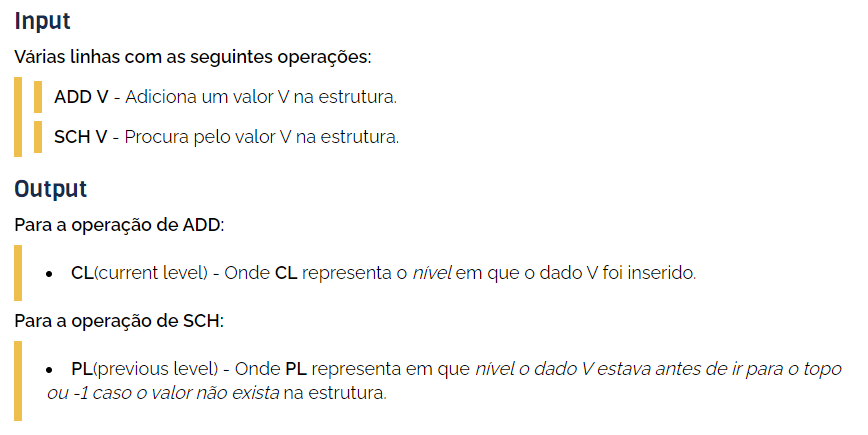 Input
Várias linhas com as seguintes operações:
ADD V - Adiciona um valor V na estrutura.
SCH V - Procura pelo valor V na estrutura.
Output
Para a operação de ADD:
• CL(current level) - Onde CL representa o nível em que o dado V foi inserido.
Para a operação de SCH:
• PL(previous level) - Onde PL representa em que nível o dado V estava antes de ir para o topo
ou -1 caso o valor não exista na estrutura.